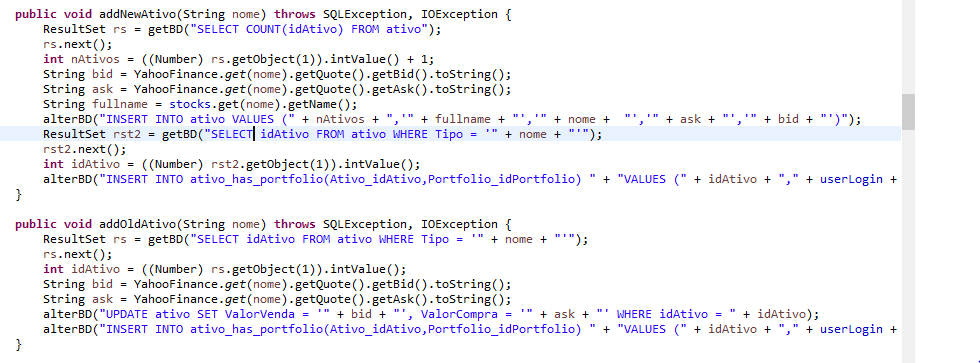 public void addNewAtivo(String nome) throws SQLException, IOException {
    ResultSet rs = getBD("SELECT COUNT(idAtivo) FROM ativo");
    rs.next();
    int nAtivos = ((Number) rs.getObject(1)).intValue() + 1;
    String bid = YahooFinance.get(nome).getQuote().getBid().toString();
    String ask = YahooFinance.get(nome).getQuote().getAsk().toString();
    String fullname = stocks.get(nome).getName();
    alterBD("INSERT INTO ativo VALUES (" + nAtivos + ",'" + fullname + "','" + nome +  "','" + ask + "','" + bid + "')");
    ResultSet rst2 = getBD("SELECT idAtivo FROM ativo WHERE Tipo = '" + nome + "'");
    rst2.next();
    int idAtivo = ((Number) rst2.getObject(1)).intValue();
    alterBD("INSERT INTO ativo_has_portfolio(Ativo_idAtivo,Portfolio_idPortfolio) " + "VALUES (" + idAtivo + "," + userLogin +
}
public void addOldAtivo(String nome) throws SQLException, IOException {
    ResultSet rs = getBD("SELECT idAtivo FROM ativo WHERE Tipo = '" + nome + "'");
    rs.next();
    int idAtivo = ((Number) rs.getObject(1)).intValue();
    String bid = YahooFinance.get(nome).getQuote().getBid().toString();
    String ask = YahooFinance.get(nome).getQuote().getAsk().toString();
    alterBD("UPDATE ativo SET ValorVenda = '" + bid + "', ValorCompra = '" + ask + "' WHERE idAtivo = " + idAtivo);
    alterBD("INSERT INTO ativo_has_portfolio(Ativo_idAtivo,Portfolio_idPortfolio) " + "VALUES (" + idAtivo + "," + userLogin +
}